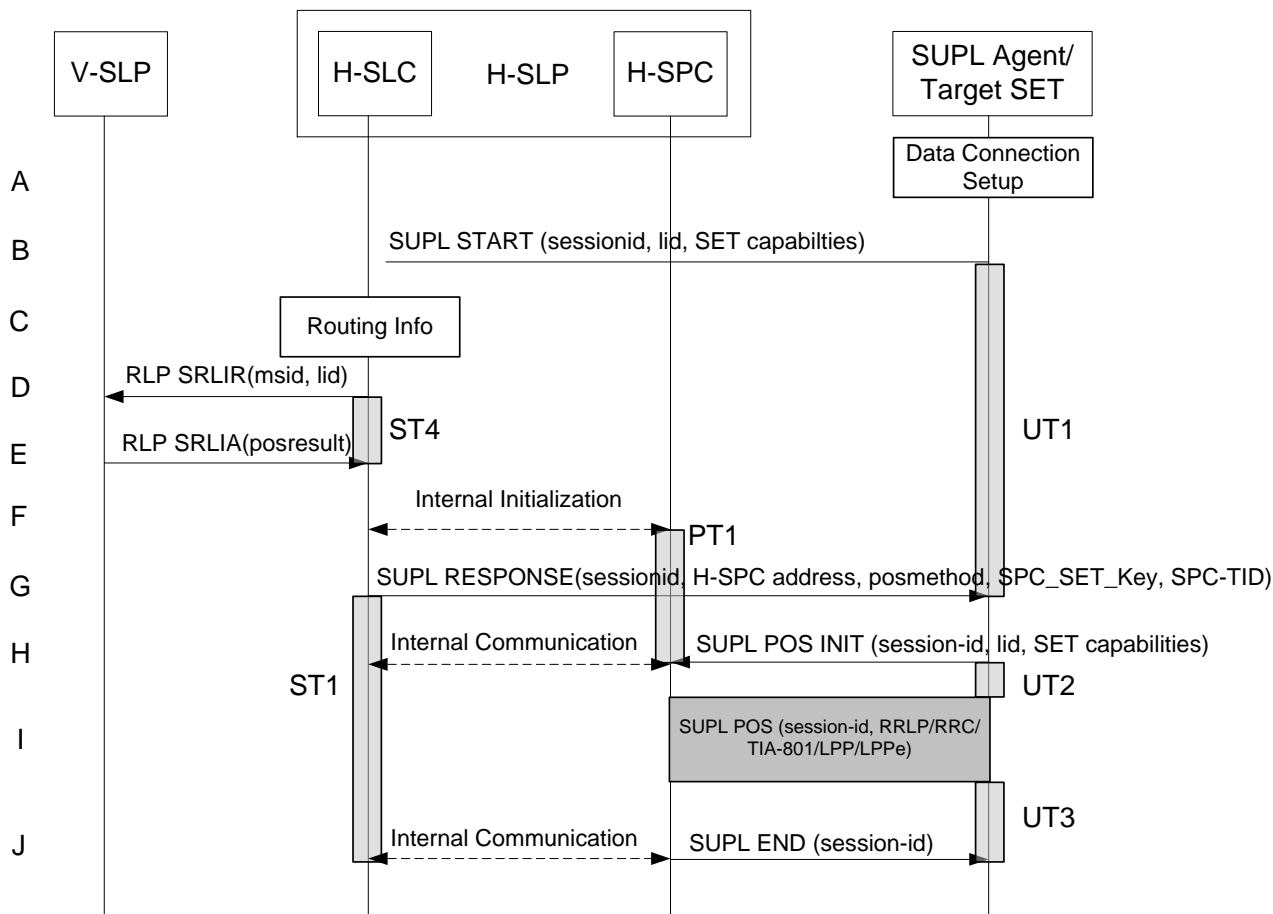 V-SLP
H-SLC
H-SLP
H-SPC
SUPL Agent/
Target SET
A
Data Connection
Setup
B
SUPL START (sessionid, lid, SET capabilties)
C
Routing Info
D
RLP SRLIR(msid, lid)
ST4
UT1
E
RLP SRLIA(posresult)
F
Internal Initialization
PT1
G
SUPL RESPONSE(sessionid, H-SPC address, posmethod, SPC_SET_Key, SPC-TID)
H
Internal Communication
SUPL POS INIT (session-id, lid, SET capabilities)
ST1
UT2
I
SUPL POS (session-id, RRLP/RRC/
TIA-801/LPP/LPPe)
UT3
J
Internal Communication
SUPL END (session-id)